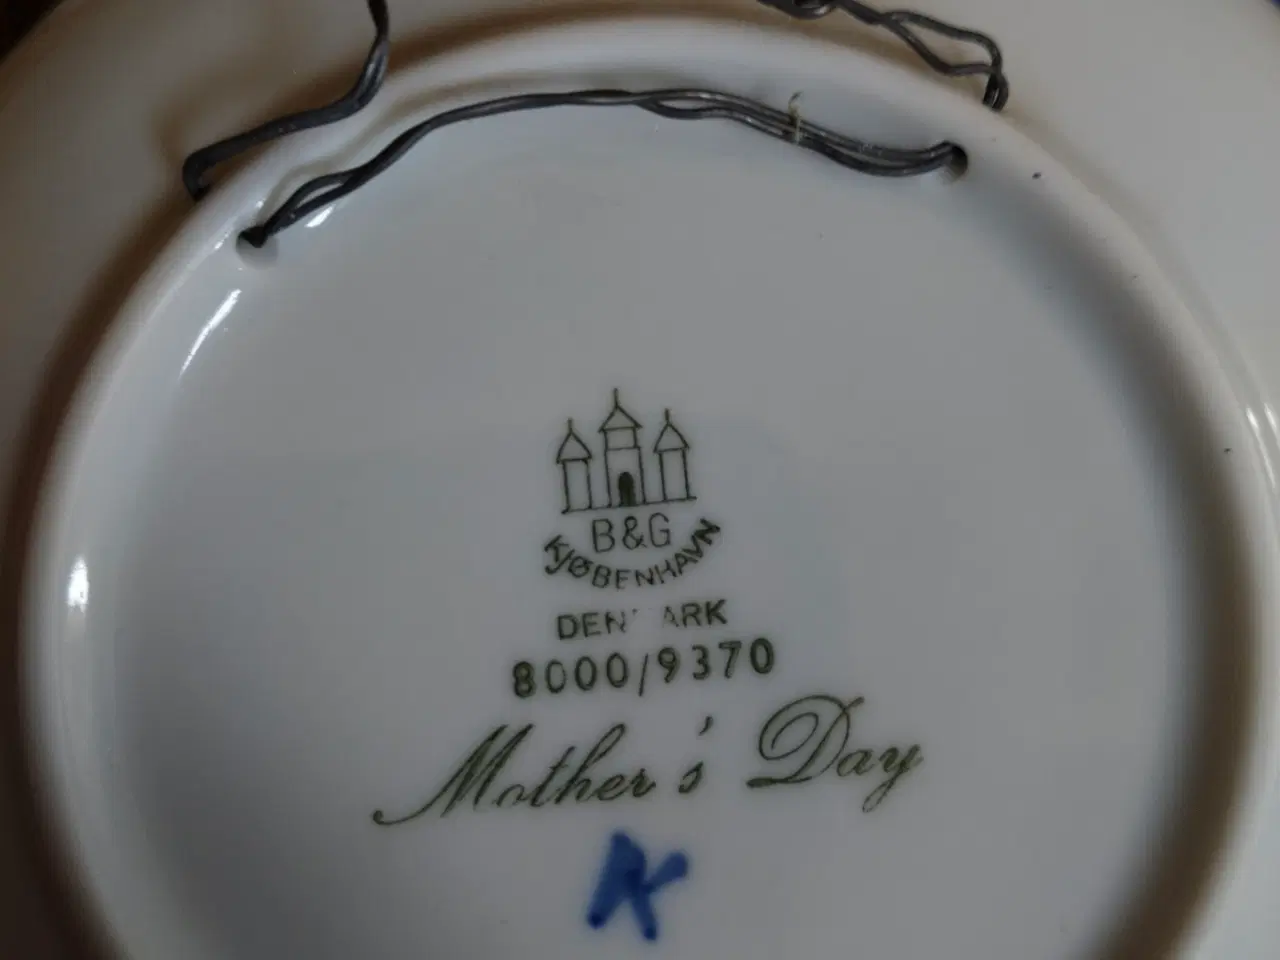 B&G
KJØBENHAVN
DENMARK
8000/9370
Mother's Day
K